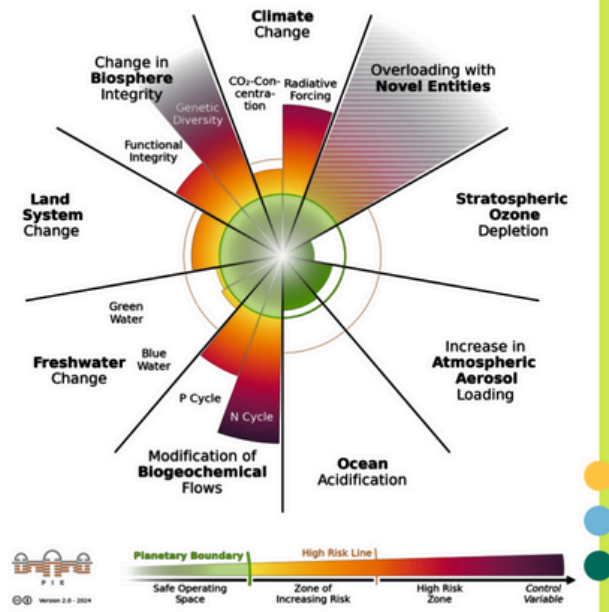 Climate
Change
CO₂-Con-
centra-
tion
Radiative
Forcing
Overloading with
Novel Entities
Stratospheric
Ozone
Depletion
Increase in
Atmospheric
Aerosol
Loading
Ocean
Acidification
Modification of
Biogeochemical
Flows
P Cycle
N Cycle
Freshwater
Change
Blue
Water
Green
Water
Land
System
Change
Change in
Biosphere
Integrity
Functional
Integrity
Genetic
Diversity
Planetary Boundary
High Risk Line
Safe Operating
Space
Zone of
Increasing Risk
High Risk
Zone
Control
Variable
P I K
Version 2.0 - 2024